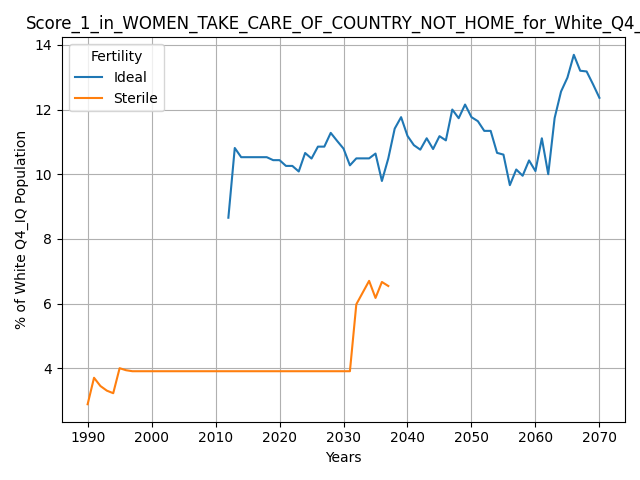 Score_1_in_WOMEN_TAKE_CARE_OF_COUNTRY_NOT_HOME_for_White_Q4_
Fertility
Ideal
Sterile
% of White Q4_IQ Population
14
12
10
8
6
4
1990 2000 2010 2020 2030 2040 2050 2060 2070
Years